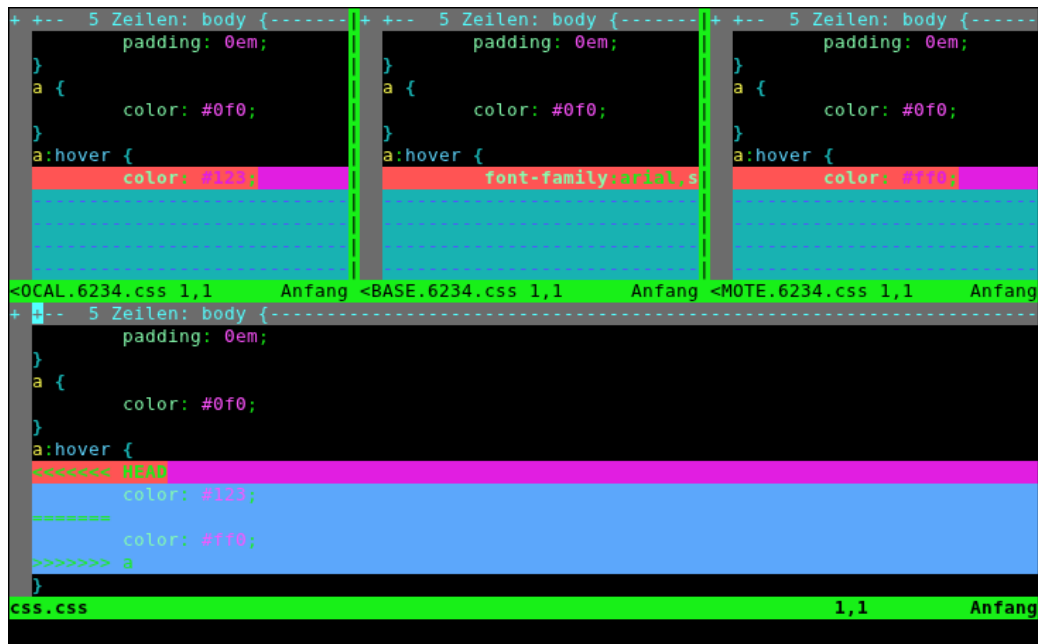 + +--  5 Zeilen: body {-------|+ +--  5 Zeilen: body {-------|+ +--  5 Zeilen: body {------
padding: 0em; | padding: 0em; | padding: 0em;
} | } | }
a { | a { | a {
color: #0f0; | color: #0f0; | color: #0f0;
} | } | }
a:hover { | a:hover { | a:hover {
color: #123; | font-family:arial,s| color: #ff0;
<OCAL.6234.css 1,1 Anfang <BASE.6234.css 1,1 Anfang <MOTE.6234.css 1,1 Anfang
+ +--  5 Zeilen: body {------------------------------------------------------------------
padding: 0em;
}
a {
color: #0f0;
}
a:hover {
<<<<<<< HEAD
color: #123;
=======
color: #ff0;
>>>>>>> a
}
css.css 1,1 Anfang